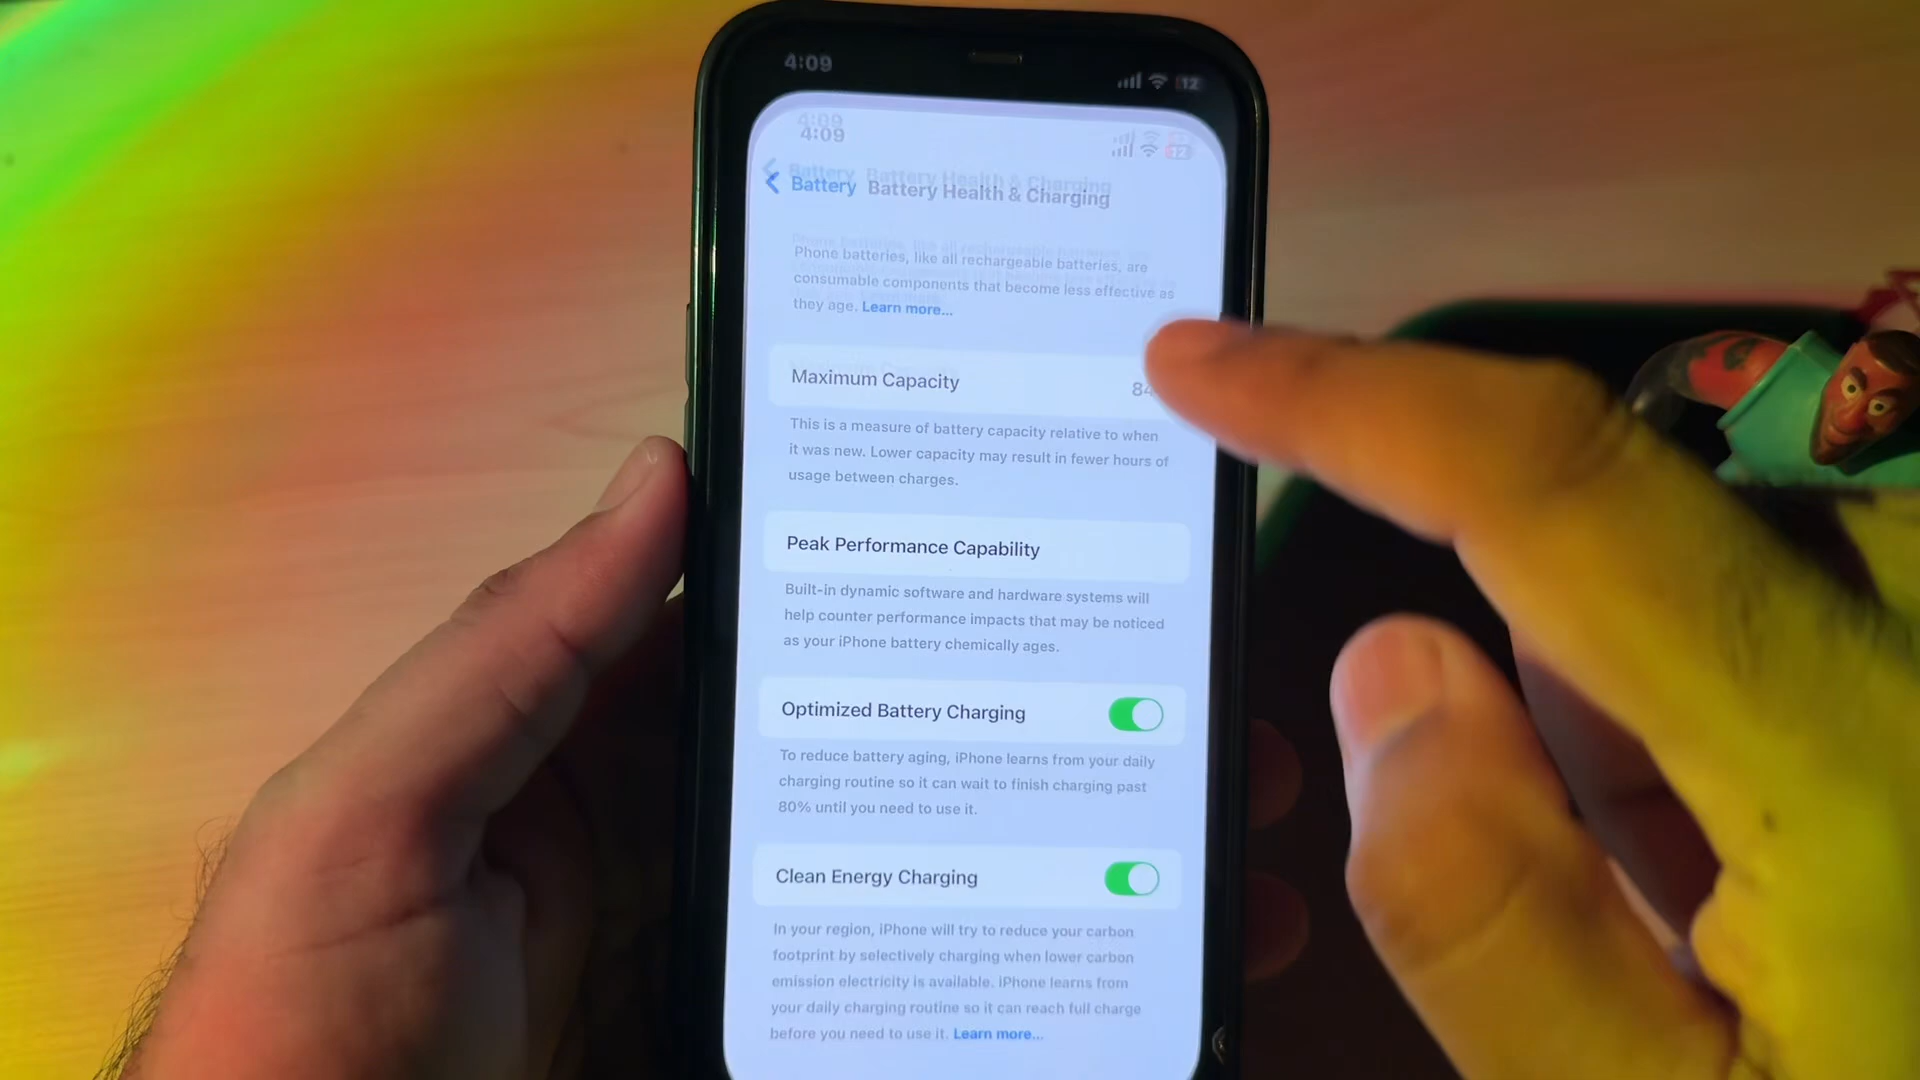 4:09
12
4:09
4:09
12
Battery Battery Health & Charging
Battery Battery Health & Charging
Phone batteries, like all rechargeable batteries, are
consumable components that become less effective as
they age. Learn more...
Maximum Capacity 84
This is a measure of battery capacity relative to when
it was new. Lower capacity may result in fewer hours of
usage between charges.
Peak Performance Capability
Built-in dynamic software and hardware systems will
help counter performance impacts that may be noticed
as your iPhone battery chemically ages.
Optimized Battery Charging
To reduce battery aging, iPhone learns from your daily
charging routine so it can wait to finish charging past
80% until you need to use it.
Clean Energy Charging
In your region, iPhone will try to reduce your carbon
footprint by selectively charging when lower carbon
emission electricity is available. iPhone learns from
your daily charging routine so it can reach full charge
before you need to use it. Learn more...